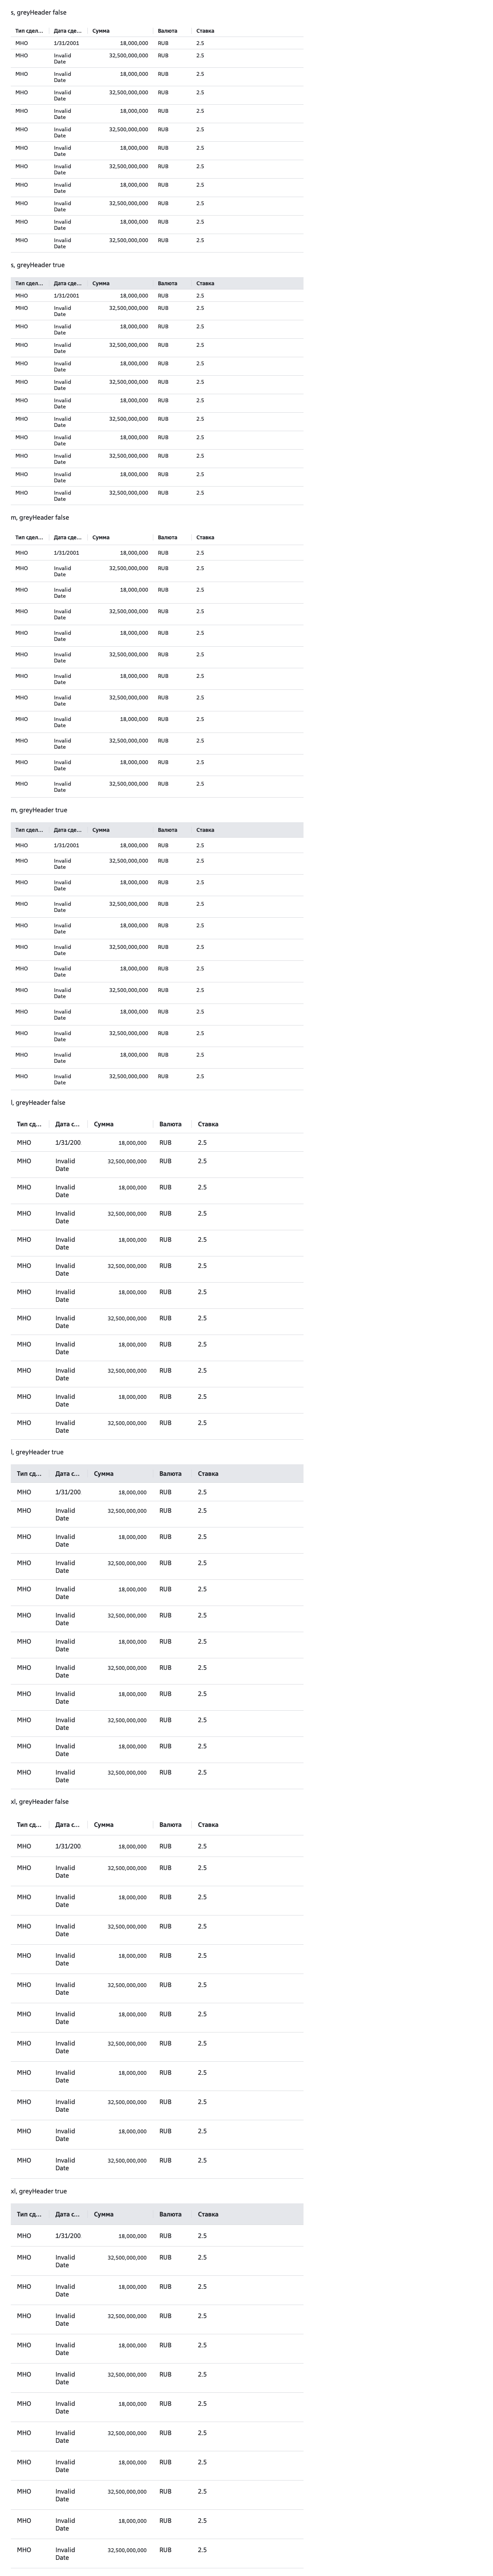 s, greyHeader false
Тип сдел... Дата сде... Сумма Валюта Ставка
МНО 1/31/2001 18,000,000 RUB 2.5
МНО Invalid 32,500,000,000 RUB 2.5
Date
МНО Invalid 18,000,000 RUB 2.5
Date
МНО Invalid 32,500,000,000 RUB 2.5
Date
МНО Invalid 18,000,000 RUB 2.5
Date
МНО Invalid 32,500,000,000 RUB 2.5
Date
МНО Invalid 18,000,000 RUB 2.5
Date
МНО Invalid 32,500,000,000 RUB 2.5
Date
МНО Invalid 18,000,000 RUB 2.5
Date
МНО Invalid 32,500,000,000 RUB 2.5
Date
МНО Invalid 18,000,000 RUB 2.5
Date
МНО Invalid 32,500,000,000 RUB 2.5
Date
s, greyHeader true
Тип сдел... Дата сде... Сумма Валюта Ставка
МНО 1/31/2001 18,000,000 RUB 2.5
МНО Invalid 32,500,000,000 RUB 2.5
Date
МНО Invalid 18,000,000 RUB 2.5
Date
МНО Invalid 32,500,000,000 RUB 2.5
Date
МНО Invalid 18,000,000 RUB 2.5
Date
МНО Invalid 32,500,000,000 RUB 2.5
Date
МНО Invalid 18,000,000 RUB 2.5
Date
МНО Invalid 32,500,000,000 RUB 2.5
Date
МНО Invalid 18,000,000 RUB 2.5
Date
МНО Invalid 32,500,000,000 RUB 2.5
Date
МНО Invalid 18,000,000 RUB 2.5
Date
МНО Invalid 32,500,000,000 RUB 2.5
Date
m, greyHeader false
Тип сдел... Дата сде... Сумма Валюта Ставка
МНО 1/31/2001 18,000,000 RUB 2.5
МНО Invalid 32,500,000,000 RUB 2.5
Date
МНО Invalid 18,000,000 RUB 2.5
Date
МНО Invalid 32,500,000,000 RUB 2.5
Date
МНО Invalid 18,000,000 RUB 2.5
Date
МНО Invalid 32,500,000,000 RUB 2.5
Date
МНО Invalid 18,000,000 RUB 2.5
Date
МНО Invalid 32,500,000,000 RUB 2.5
Date
МНО Invalid 18,000,000 RUB 2.5
Date
МНО Invalid 32,500,000,000 RUB 2.5
Date
МНО Invalid 18,000,000 RUB 2.5
Date
МНО Invalid 32,500,000,000 RUB 2.5
Date
m, greyHeader true
Тип сдел... Дата сде... Сумма Валюта Ставка
МНО 1/31/2001 18,000,000 RUB 2.5
МНО Invalid 32,500,000,000 RUB 2.5
Date
МНО Invalid 18,000,000 RUB 2.5
Date
МНО Invalid 32,500,000,000 RUB 2.5
Date
МНО Invalid 18,000,000 RUB 2.5
Date
МНО Invalid 32,500,000,000 RUB 2.5
Date
МНО Invalid 18,000,000 RUB 2.5
Date
МНО Invalid 32,500,000,000 RUB 2.5
Date
МНО Invalid 18,000,000 RUB 2.5
Date
МНО Invalid 32,500,000,000 RUB 2.5
Date
МНО Invalid 18,000,000 RUB 2.5
Date
МНО Invalid 32,500,000,000 RUB 2.5
Date
l, greyHeader false
Тип сд... Дата с... Сумма Валюта Ставка
МНО 1/31/200 18,000,000 RUB 2.5
МНО Invalid 32,500,000,000 RUB 2.5
Date
МНО Invalid 18,000,000 RUB 2.5
Date
МНО Invalid 32,500,000,000 RUB 2.5
Date
МНО Invalid 18,000,000 RUB 2.5
Date
МНО Invalid 32,500,000,000 RUB 2.5
Date
МНО Invalid 18,000,000 RUB 2.5
Date
МНО Invalid 32,500,000,000 RUB 2.5
Date
МНО Invalid 18,000,000 RUB 2.5
Date
МНО Invalid 32,500,000,000 RUB 2.5
Date
МНО Invalid 18,000,000 RUB 2.5
Date
МНО Invalid 32,500,000,000 RUB 2.5
Date
l, greyHeader true
Тип сд... Дата с... Сумма Валюта Ставка
МНО 1/31/200 18,000,000 RUB 2.5
МНО Invalid 32,500,000,000 RUB 2.5
Date
МНО Invalid 18,000,000 RUB 2.5
Date
МНО Invalid 32,500,000,000 RUB 2.5
Date
МНО Invalid 18,000,000 RUB 2.5
Date
МНО Invalid 32,500,000,000 RUB 2.5
Date
МНО Invalid 18,000,000 RUB 2.5
Date
МНО Invalid 32,500,000,000 RUB 2.5
Date
МНО Invalid 18,000,000 RUB 2.5
Date
МНО Invalid 32,500,000,000 RUB 2.5
Date
МНО Invalid 18,000,000 RUB 2.5
Date
МНО Invalid 32,500,000,000 RUB 2.5
Date
xl, greyHeader false
Тип сд... Дата с... Сумма Валюта Ставка
МНО 1/31/200 18,000,000 RUB 2.5
МНО Invalid 32,500,000,000 RUB 2.5
Date
МНО Invalid 18,000,000 RUB 2.5
Date
МНО Invalid 32,500,000,000 RUB 2.5
Date
МНО Invalid 18,000,000 RUB 2.5
Date
МНО Invalid 32,500,000,000 RUB 2.5
Date
МНО Invalid 18,000,000 RUB 2.5
Date
МНО Invalid 32,500,000,000 RUB 2.5
Date
МНО Invalid 18,000,000 RUB 2.5
Date
МНО Invalid 32,500,000,000 RUB 2.5
Date
МНО Invalid 18,000,000 RUB 2.5
Date
МНО Invalid 32,500,000,000 RUB 2.5
Date
xl, greyHeader true
Тип сд... Дата с... Сумма Валюта Ставка
МНО 1/31/200 18,000,000 RUB 2.5
МНО Invalid 32,500,000,000 RUB 2.5
Date
МНО Invalid 18,000,000 RUB 2.5
Date
МНО Invalid 32,500,000,000 RUB 2.5
Date
МНО Invalid 18,000,000 RUB 2.5
Date
МНО Invalid 32,500,000,000 RUB 2.5
Date
МНО Invalid 18,000,000 RUB 2.5
Date
МНО Invalid 32,500,000,000 RUB 2.5
Date
МНО Invalid 18,000,000 RUB 2.5
Date
МНО Invalid 32,500,000,000 RUB 2.5
Date
МНО Invalid 18,000,000 RUB 2.5
Date
МНО Invalid 32,500,000,000 RUB 2.5
Date